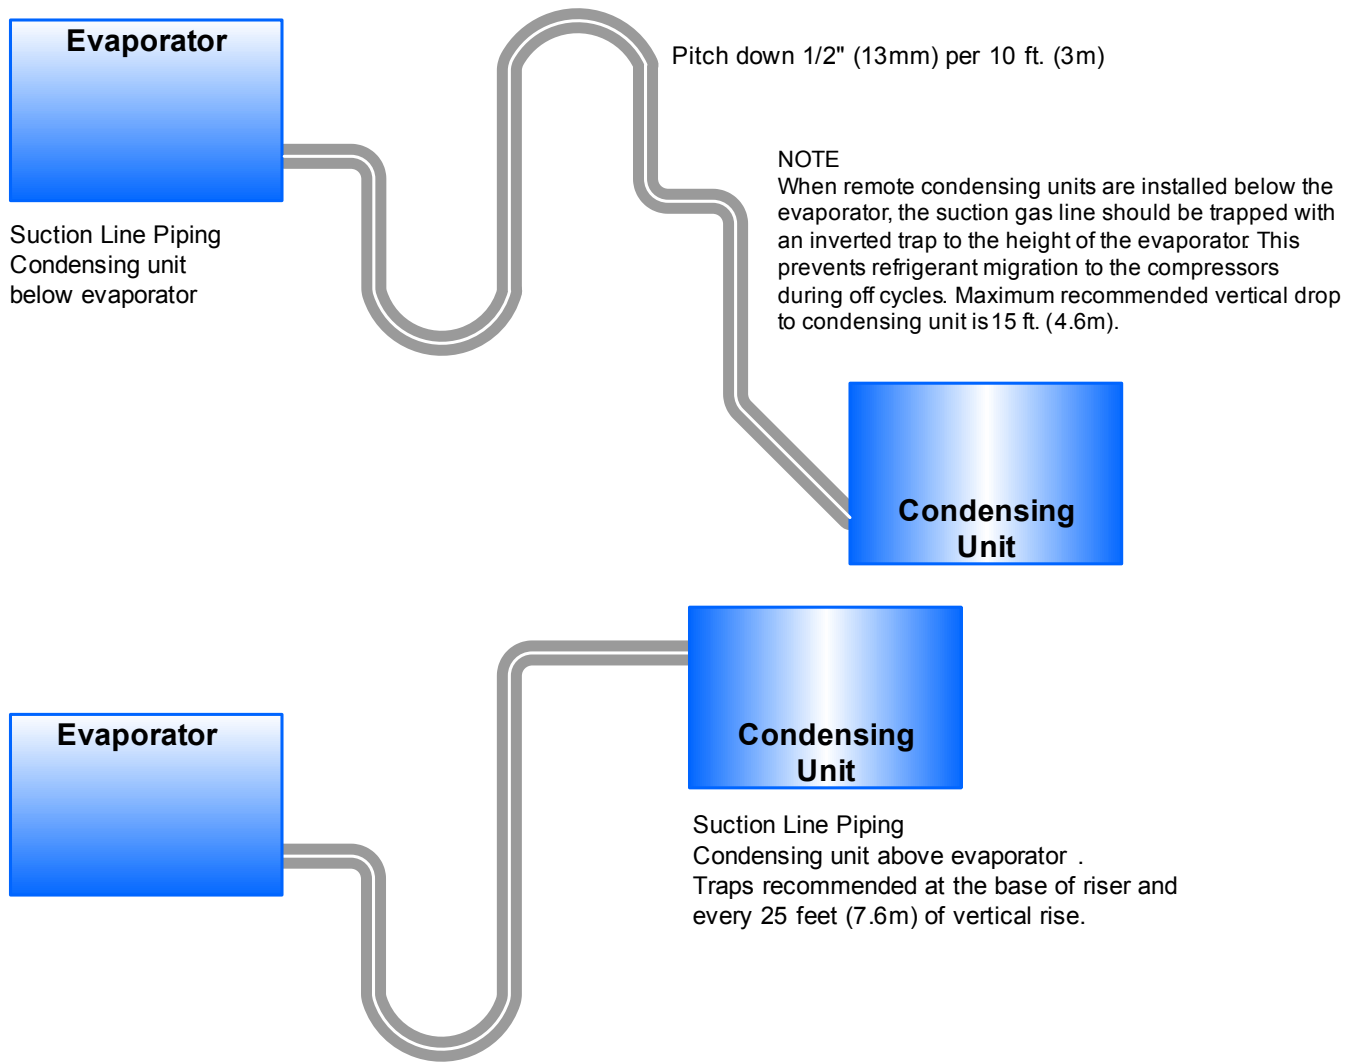 Evaporator
Pitch down 1/2" (13mm) per 10 ft. (3m)
NOTE
When remote condensing units are installed below the
evaporator, the suction gas line should be trapped with
an inverted trap to the height of the evaporator. This
prevents refrigerant migration to the compressors
during off cycles. Maximum recommended vertical drop
to condensing unit is 15 ft. (4.6m).
Suction Line Piping
Condensing unit
below evaporator
Condensing
Unit
Evaporator
Condensing
Unit
Suction Line Piping
Condensing unit above evaporator .
Traps recommended at the base of riser and
every 25 feet (7.6m) of vertical rise.